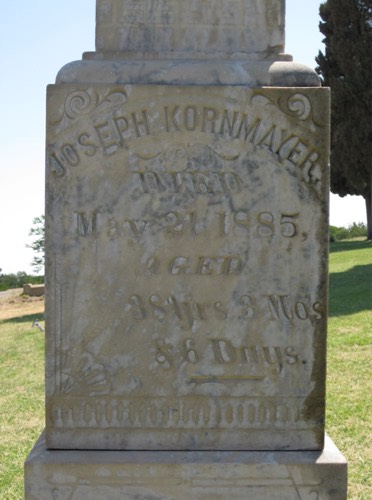 JOSEPH KORNMAYER.
DIED
May 21, 1885,
AGED
38 Yrs 3 Mos
& 8 Days.